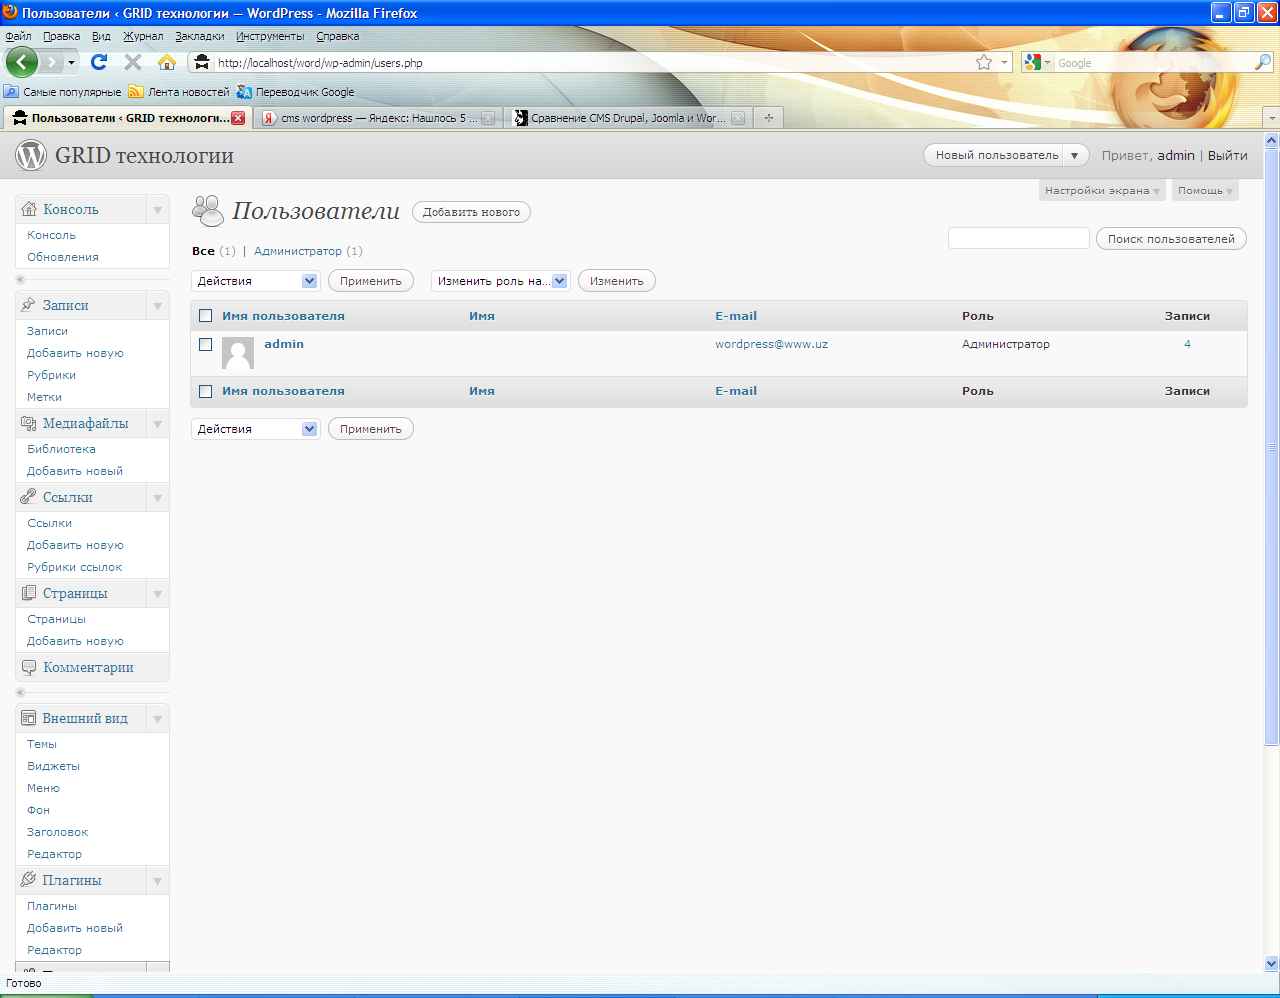 Пользователи ‹ GRID технологии — WordPress - Mozilla Firefox
Файл Правка Вид Журнал Закладки Инструменты Справка
http://localhost/word/wp-admin/users.php
Google
Самые популярные Лента новостей Переводчик Google
Пользователи ‹ GRID технологи...
cms wordpress — Яндекс: Нашлось 5 ...
Сравнение CMS Drupal, Joomla и Wor...
GRID технологии
Новый пользователь
Привет, admin | Выйти
Настройки экрана
Помощь
Пользователи
Добавить нового
Поиск пользователей
Все (1) | Администратор (1)
Действия
Применить
Изменить роль на...
Изменить
Имя пользователя Имя E-mail Роль Записи
admin wordpress@www.uz Администратор 4
Имя пользователя Имя E-mail Роль Записи
Действия
Применить
Консоль
Консоль
Обновления
Записи
Записи
Добавить новую
Рубрики
Метки
Медиафайлы
Библиотека
Добавить новый
Ссылки
Ссылки
Добавить новую
Рубрики ссылок
Страницы
Страницы
Добавить новую
Комментарии
Внешний вид
Темы
Виджеты
Меню
Фон
Заголовок
Редактор
Плагины
Плагины
Добавить новый
Редактор
Готово